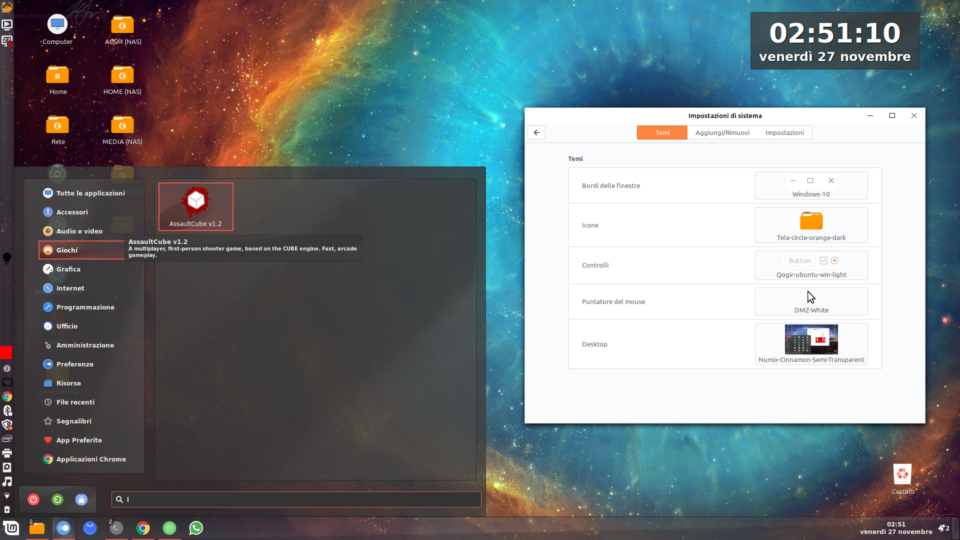 Computer
ACSM (NAS)
Home
HOME (NAS)
Rete
MEDIA (NAS)
02:51:10
venerdì 27 novembre
Impostazioni di sistema
Temi
Aggiungi/Rimuovi
Impostazioni
Temi
Bordi delle finestre
Windows-10
Icone
Tela-circle-orange-dark
Controlli
Button
Qogir-ubuntu-win-light
Puntatore del mouse
DMZ-White
Desktop
Numix-Cinnamon-Semi-Transparent
Tutte le applicazioni
Accessori
Audio e video
Giochi
Grafica
Internet
Programmazione
Ufficio
Amministrazione
Preferenze
Risorse
File recenti
Segnalibri
App Preferite
Applicazioni Chrome
AssaultCube v1.2
AssaultCube v1.2
A multiplayer, first-person shooter game, based on the CUBE engine. Fast, arcade
gameplay.
Cestino
02:51
venerdì 27 novembre
2